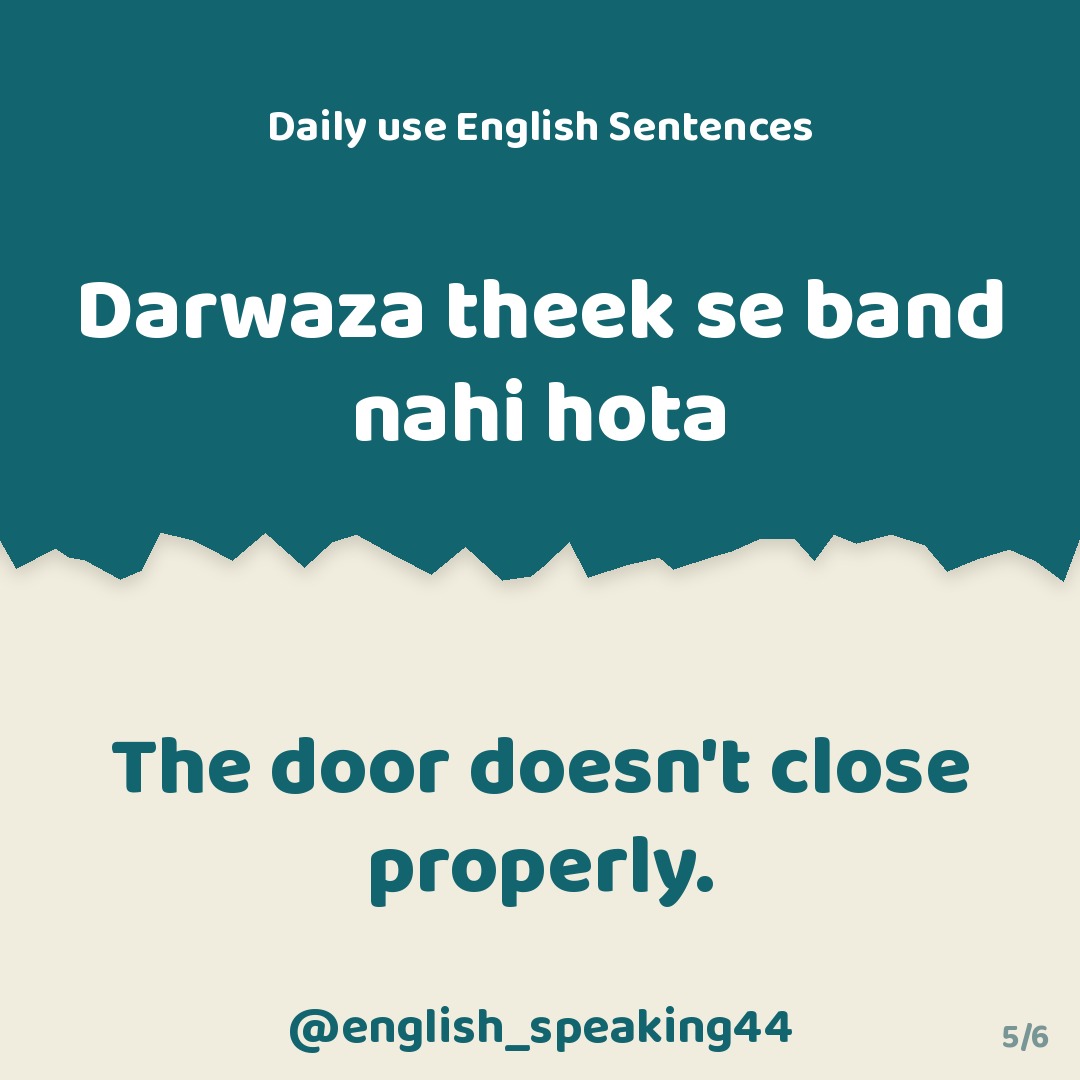 Daily use English Sentences
Darwaza theek se band
nahi hota
The door doesn't close
properly.
@english_speaking44
5/6